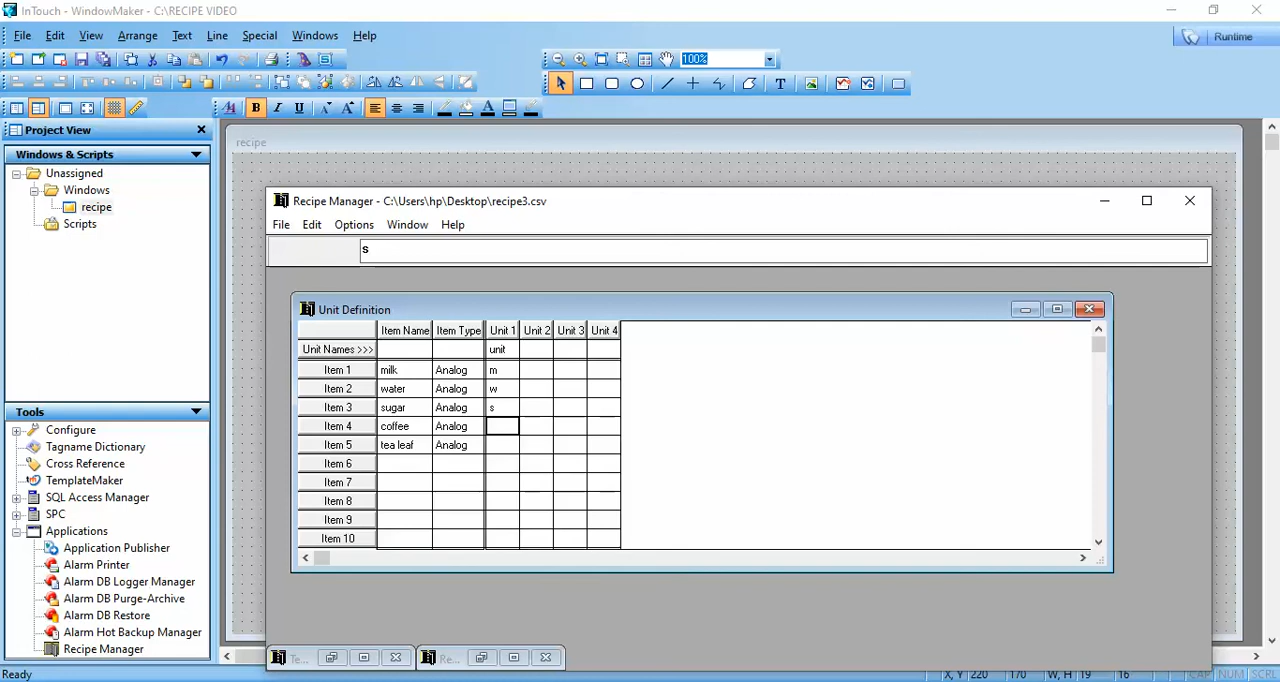 InTouch - WindowMaker - C:\RECIPE VIDEO
File Edit View Arrange Text Line Special Windows Help
Runtime
100%
Project View
Windows & Scripts
Unassigned
Windows
recipe
Scripts
recipe
Recipe Manager - C:\Users\hp\Desktop\recipe3.csv
File Edit Options Window Help
s
Unit Definition
Item Name Item Type Unit 1 Unit 2 Unit 3 Unit 4
Unit Names >>> unit
Item 1 milk Analog m
Item 2 water Analog w
Item 3 sugar Analog s
Item 4 coffee Analog
Item 5 tea leaf Analog
Item 6
Item 7
Item 8
Item 9
Item 10
Te...
Re...
Tools
Configure
Tagname Dictionary
Cross Reference
TemplateMaker
SQL Access Manager
SPC
Applications
Application Publisher
Alarm Printer
Alarm DB Logger Manager
Alarm DB Purge-Archive
Alarm DB Restore
Alarm Hot Backup Manager
Recipe Manager
Ready X, Y 220 170 W, H 19 16 CAP NUM SCRL